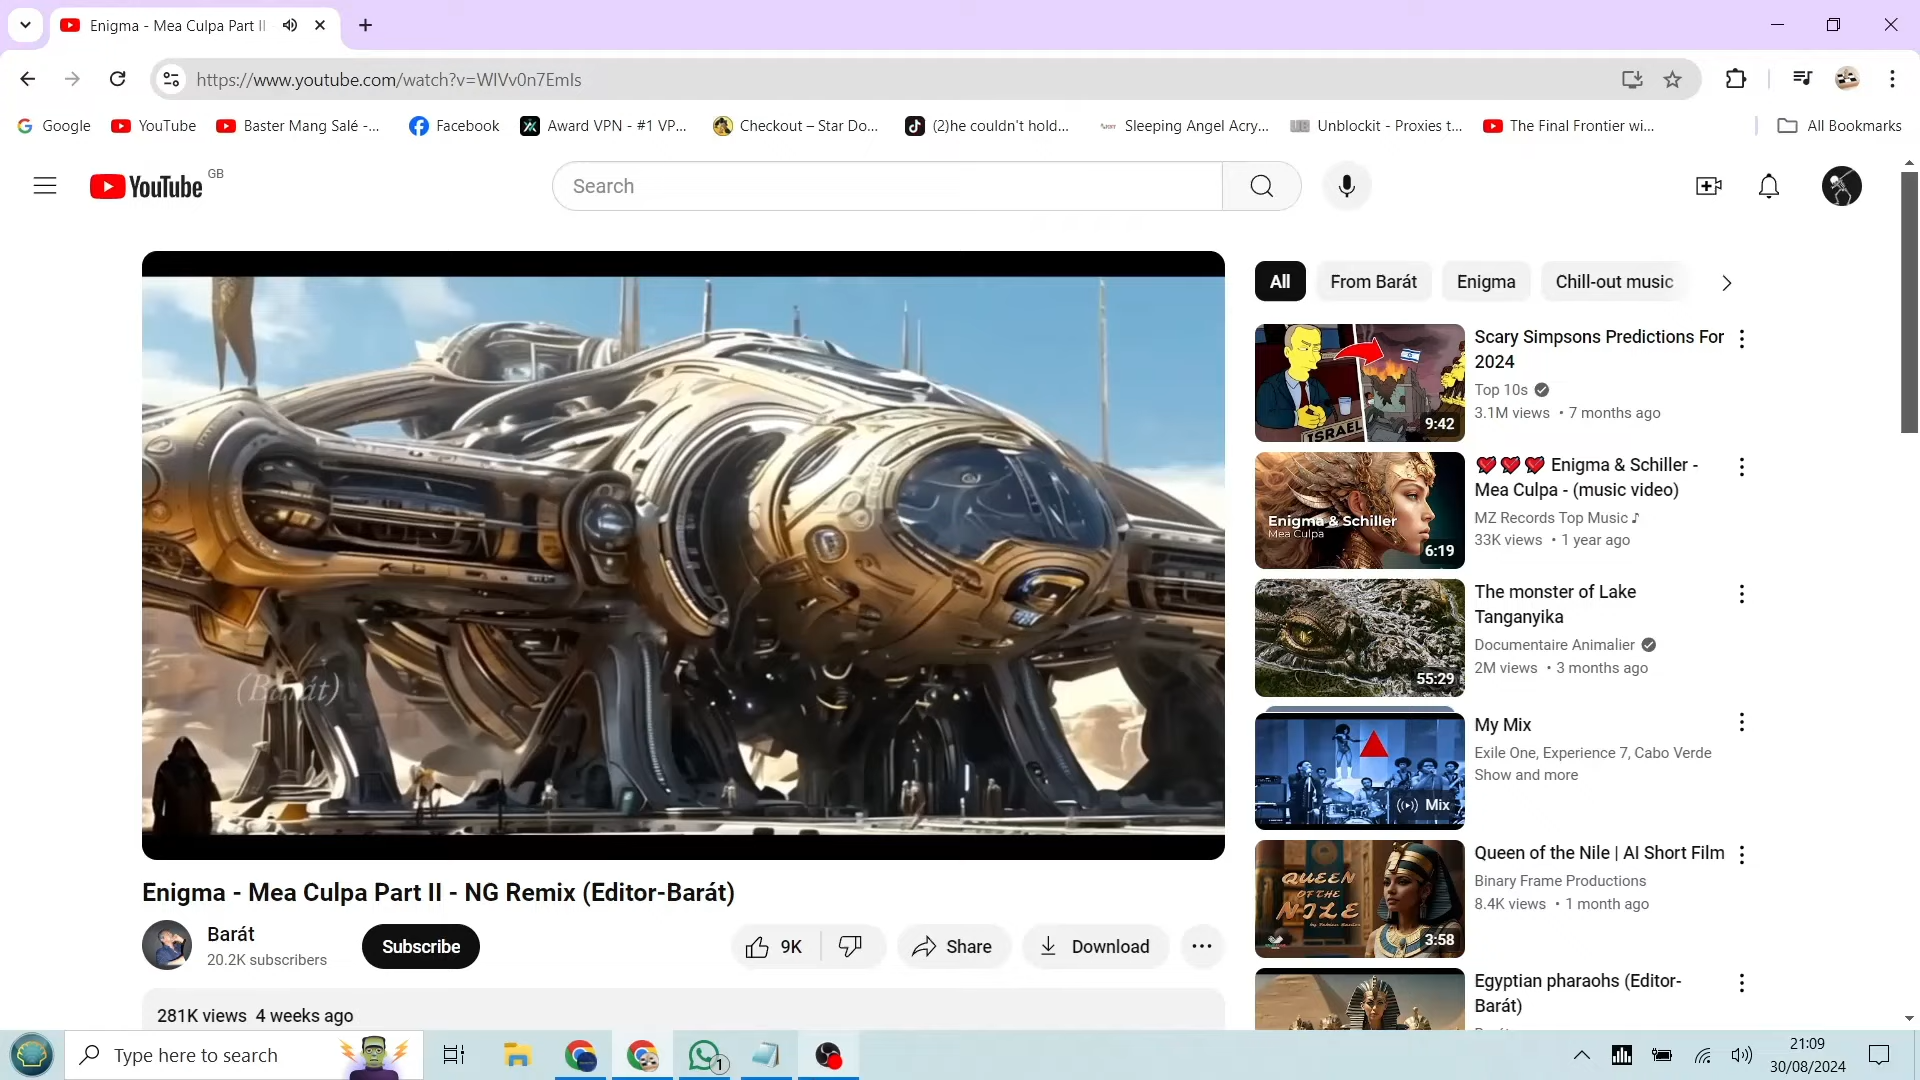 Enigma - Mea Culpa Part II
https://www.youtube.com/watch?v=WlVv0n7Emls
Google YouTube Baster Mang Salé -... Facebook Award VPN - #1 VP... Checkout – Star Do... (2)he couldn't hold... Sleeping Angel Acry... Unblockit - Proxies t... The Final Frontier wi... All Bookmarks
YouTube GB
Search
All From Barát Enigma Chill-out music
(Barát)
ISRAEL
9:42
Scary Simpsons Predictions For
2024
Top 10s
3.1M views • 7 months ago
Enigma & Schiller
Mea Culpa
6:19
❤️❤️❤️ Enigma & Schiller -
Mea Culpa - (music video)
MZ Records Top Music ♪
33K views • 1 year ago
55:29
The monster of Lake
Tanganyika
Documentaire Animalier
2M views • 3 months ago
Mix
My Mix
Exile One, Experience 7, Cabo Verde
Show and more
QUEEN
OF THE
NILE
3:58
Queen of the Nile | AI Short Film
Binary Frame Productions
8.4K views • 1 month ago
Egyptian pharaohs (Editor-
Barát)
Enigma - Mea Culpa Part II - NG Remix (Editor-Barát)
Barát
20.2K subscribers
Subscribe
9K
Share
Download
281K views 4 weeks ago
Type here to search
1
21:09
30/08/2024